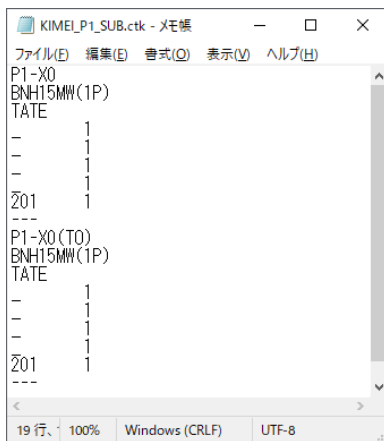 KIMEI_P1_SUB.ctk - メモ帳
ファイル(F) 編集(E) 書式(O) 表示(V) ヘルプ(H)
P1-X0
BNH15MW(1P)
TATE
_ 1
_ 1
_ 1
_ 1
201 1
---
P1-X0(TO)
BNH15MW(1P)
TATE
_ 1
_ 1
_ 1
_ 1
201 1
---
19 行、 100% Windows (CRLF) UTF-8